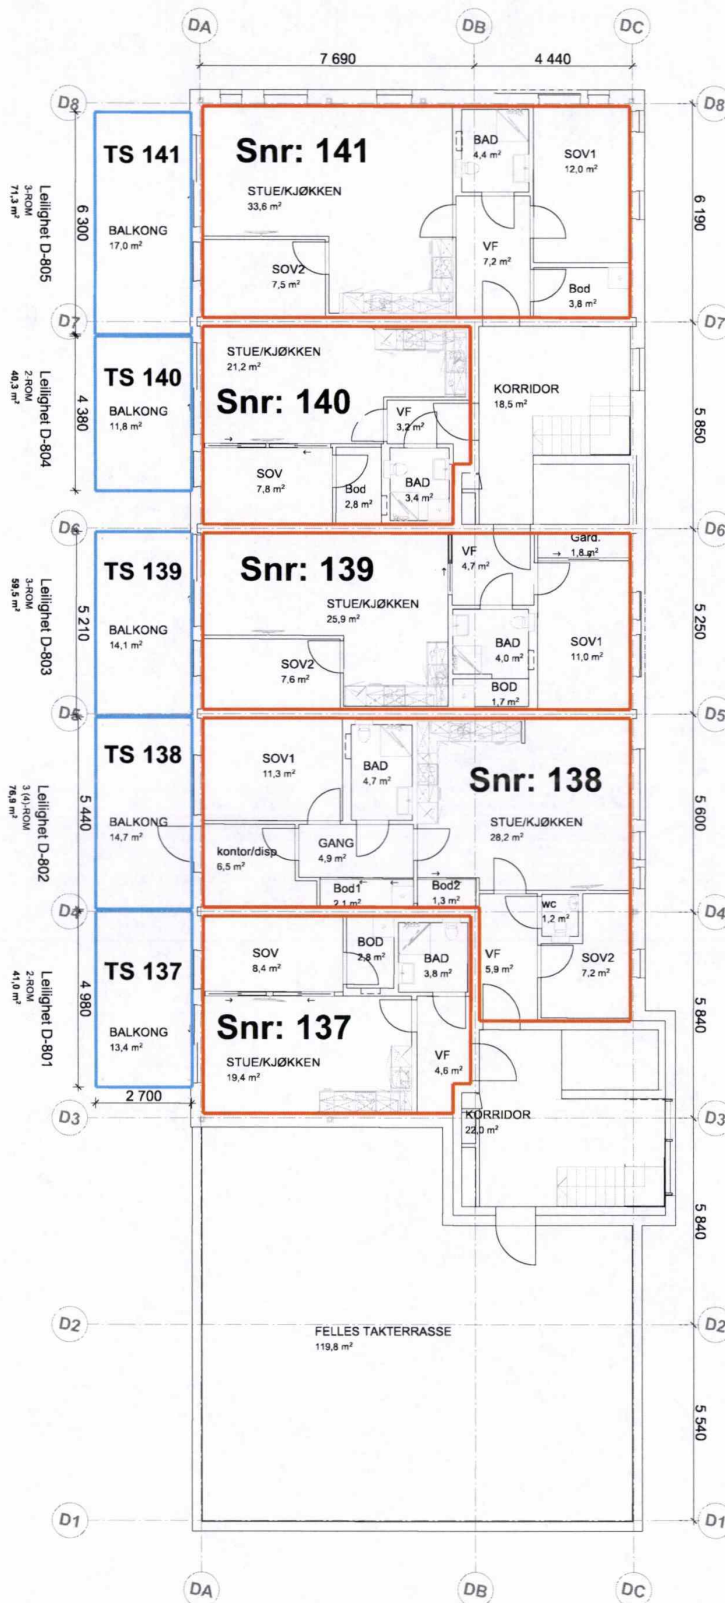 DA
DB
DC
7 690
4 440
D8
D8
TS 141
BALKONG
17,0 m²
Snr: 141
STUE/KJØKKEN
33,6 m²
BAD
4,4 m²
SOV1
12,0 m²
VF
7,2 m²
SOV2
7,5 m²
Bod
3,8 m²
6 300
6 190
Leilighet D-805
3-ROM
71,3 m²
D7
D7
TS 140
BALKONG
11,8 m²
STUE/KJØKKEN
21,2 m²
Snr: 140
VF
3,2 m²
KORRIDOR
18,5 m²
SOV
7,8 m²
Bod
2,8 m²
BAD
3,4 m²
4 380
5 850
Leilighet D-804
2-ROM
40,3 m²
D6
D6
TS 139
BALKONG
14,1 m²
Snr: 139
STUE/KJØKKEN
25,9 m²
VF
4,7 m²
Gard.
1,8 m²
SOV2
7,6 m²
BAD
4,0 m²
SOV1
11,0 m²
BOD
1,7 m²
5 210
5 250
Leilighet D-803
3-ROM
59,5 m²
D5
D5
TS 138
BALKONG
14,7 m²
SOV1
11,3 m²
BAD
4,7 m²
Snr: 138
STUE/KJØKKEN
28,2 m²
kontor/disp
6,5 m²
GANG
4,9 m²
Bod1
2,1 m²
Bod2
1,3 m²
wc
1,2 m²
VF
5,9 m²
SOV2
7,2 m²
5 440
5 600
Leilighet D-802
3 (4)-ROM
76,9 m²
D4
D4
TS 137
BALKONG
13,4 m²
SOV
8,4 m²
BOD
2,8 m²
BAD
3,8 m²
Snr: 137
STUE/KJØKKEN
19,4 m²
VF
4,6 m²
4 980
5 840
Leilighet D-801
2-ROM
41,0 m²
2 700
D3
D3
KORRIDOR
22,0 m²
5 840
D2
D2
FELLES TAKTERRASSE
119,8 m²
5 540
D1
D1
DA
DB
DC